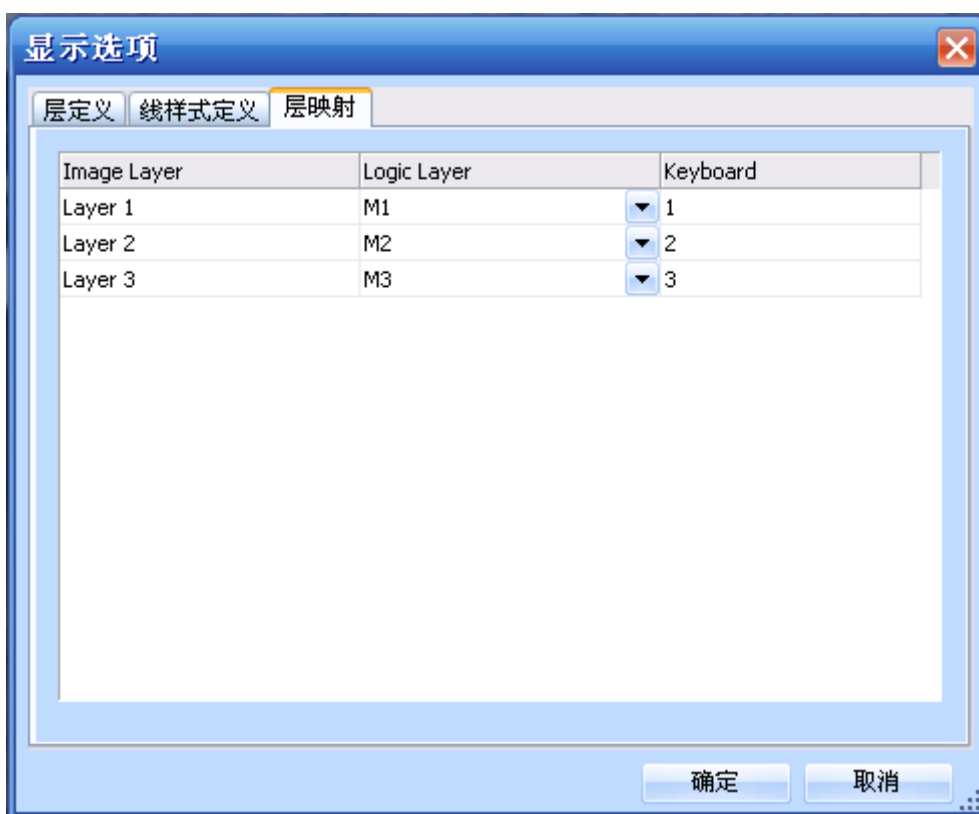 显示选项
层定义 线样式定义 层映射
Image Layer Logic Layer Keyboard
Layer 1 M1 1
Layer 2 M2 2
Layer 3 M3 3
确定 取消